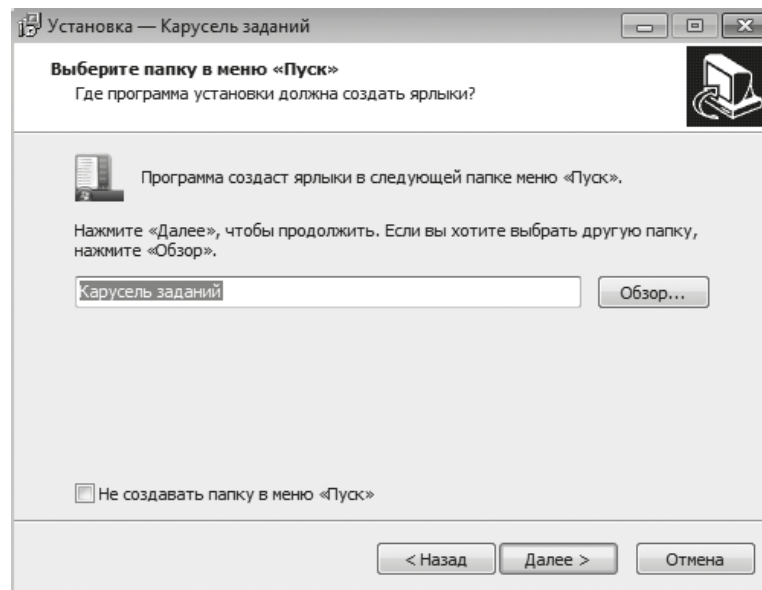 Установка — Карусель заданий
Выберите папку в меню «Пуск»
Где программа установки должна создать ярлыки?
Программа создаст ярлыки в следующей папке меню «Пуск».
Нажмите «Далее», чтобы продолжить. Если вы хотите выбрать другую папку,
нажмите «Обзор».
Карусель заданий
Обзор...
Не создавать папку в меню «Пуск»
< Назад
Далее >
Отмена